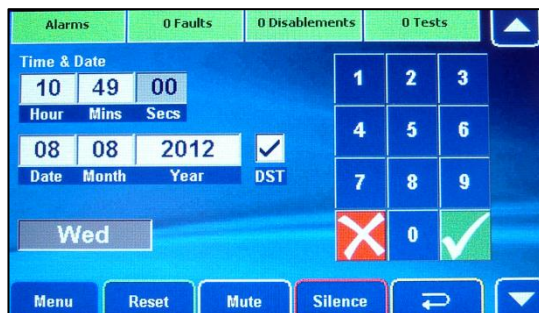 Alarms 0 Faults 0 Disablements 0 Tests
Time & Date
10 49 00
Hour Mins Secs
08 08 2012
Date Month Year DST
Wed
1 2 3
4 5 6
7 8 9
0
Menu Reset Mute Silence